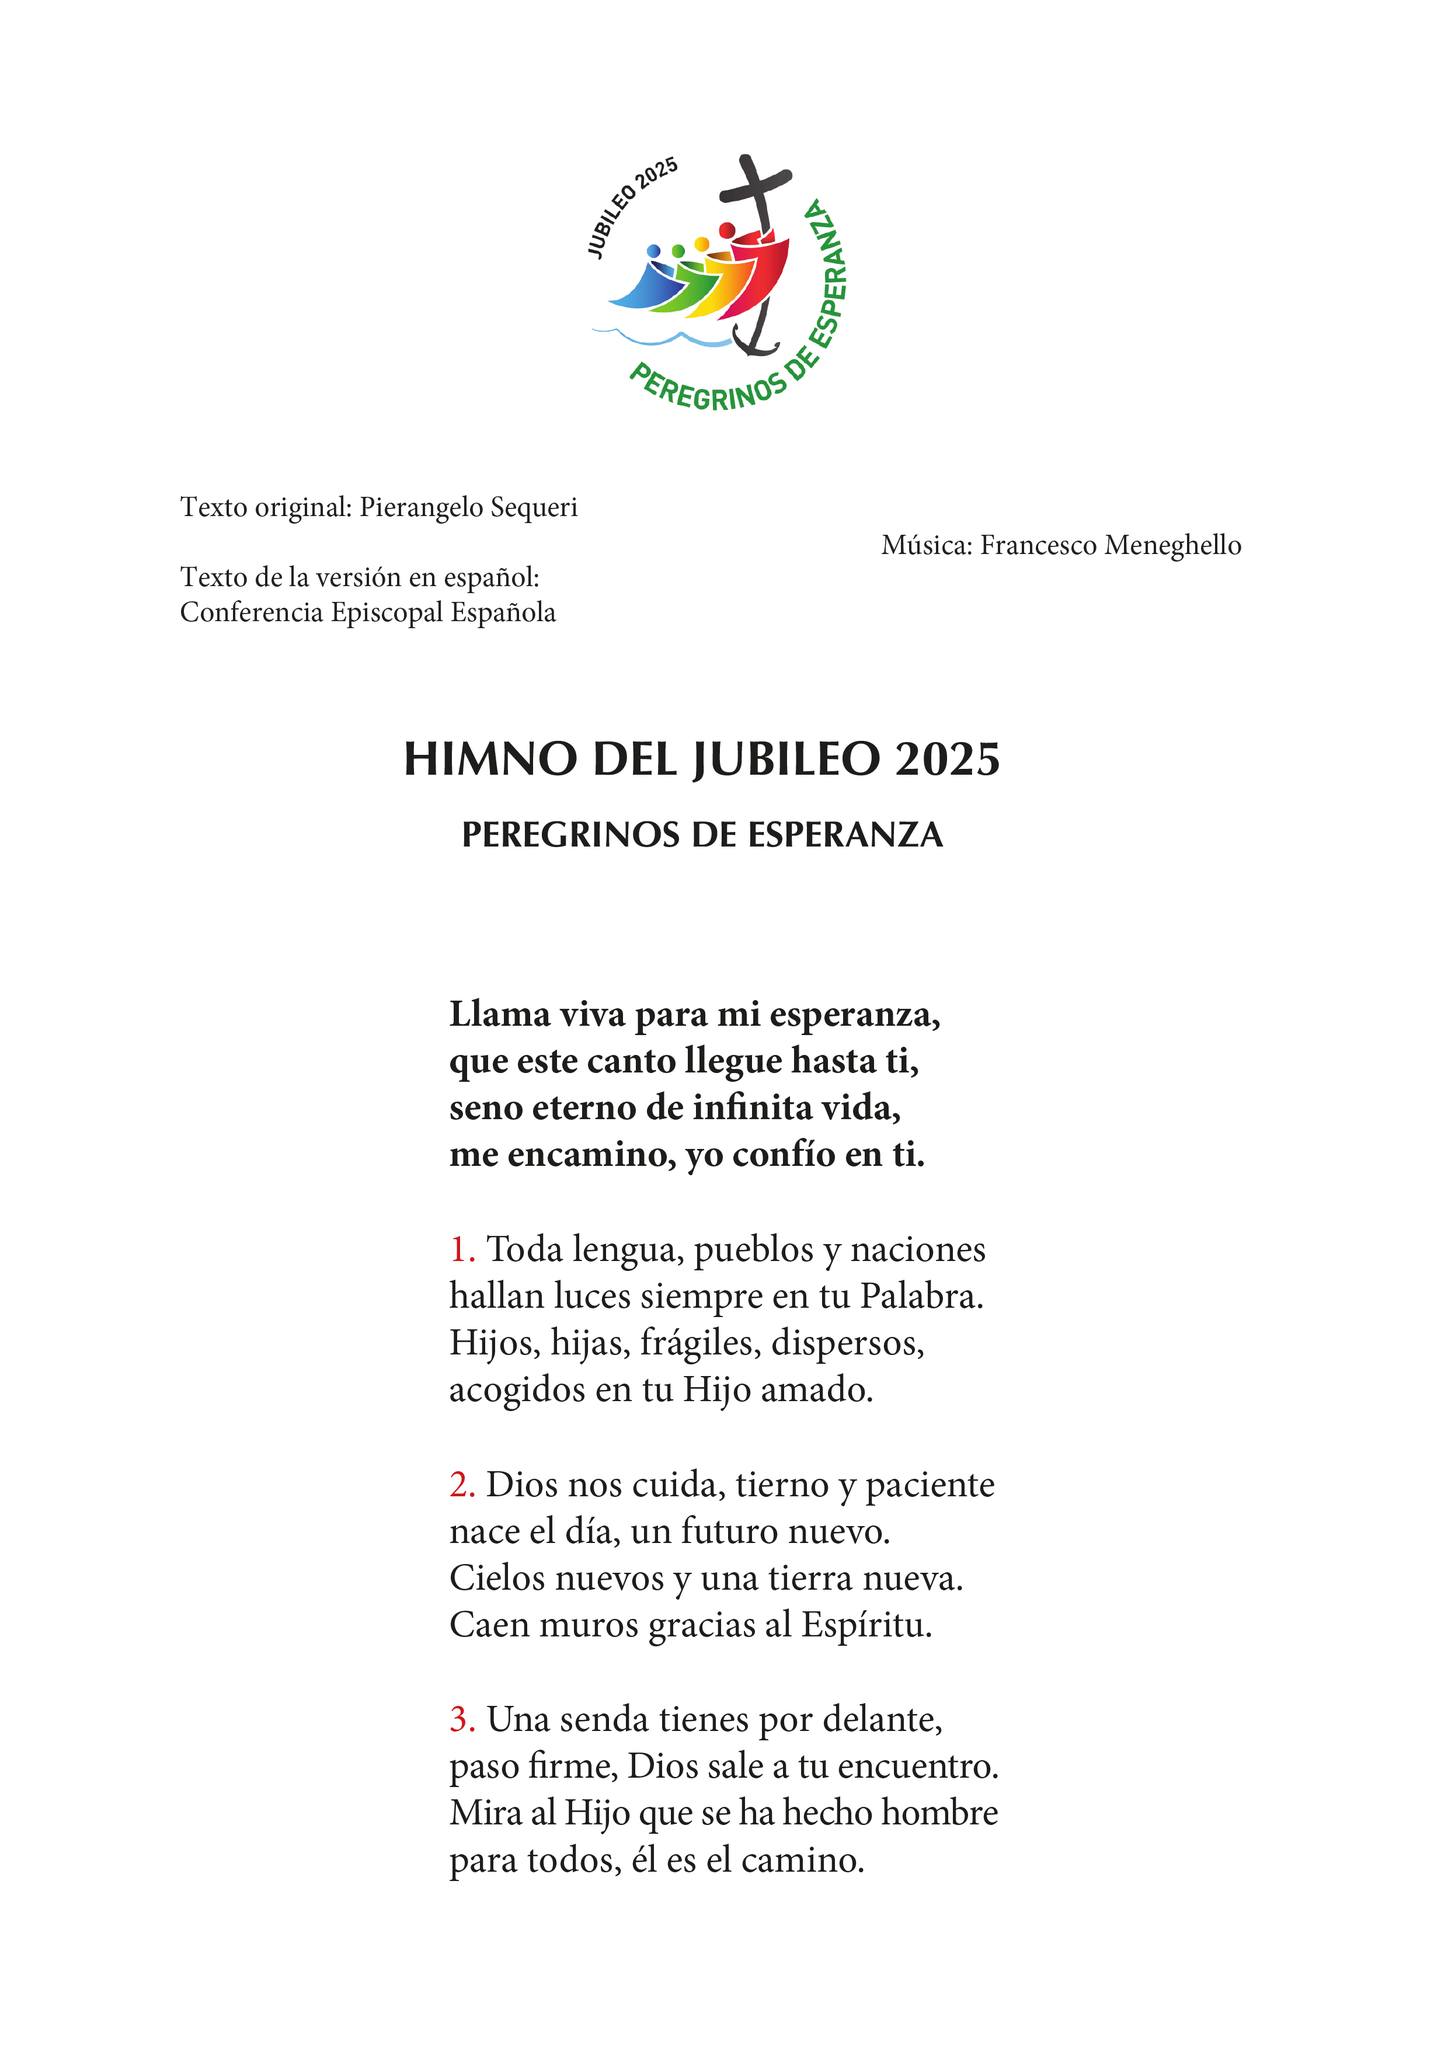 JUBILEO 2025
PEREGRINOS DE ESPERANZA
Texto original: Pierangelo Sequeri
Música: Francesco Meneghello
Texto de la versión en español:
Conferencia Episcopal Española
HIMNO DEL JUBILEO 2025
PEREGRINOS DE ESPERANZA
Llama viva para mi esperanza,
que este canto llegue hasta ti,
seno eterno de infinita vida,
me encamino, yo confío en ti.
1. Toda lengua, pueblos y naciones
hallan luces siempre en tu Palabra.
Hijos, hijas, frágiles, dispersos,
acogidos en tu Hijo amado.
2. Dios nos cuida, tierno y paciente
nace el día, un futuro nuevo.
Cielos nuevos y una tierra nueva.
Caen muros gracias al Espíritu.
3. Una senda tienes por delante,
paso firme, Dios sale a tu encuentro.
Mira al Hijo que se ha hecho hombre
para todos, él es el camino.